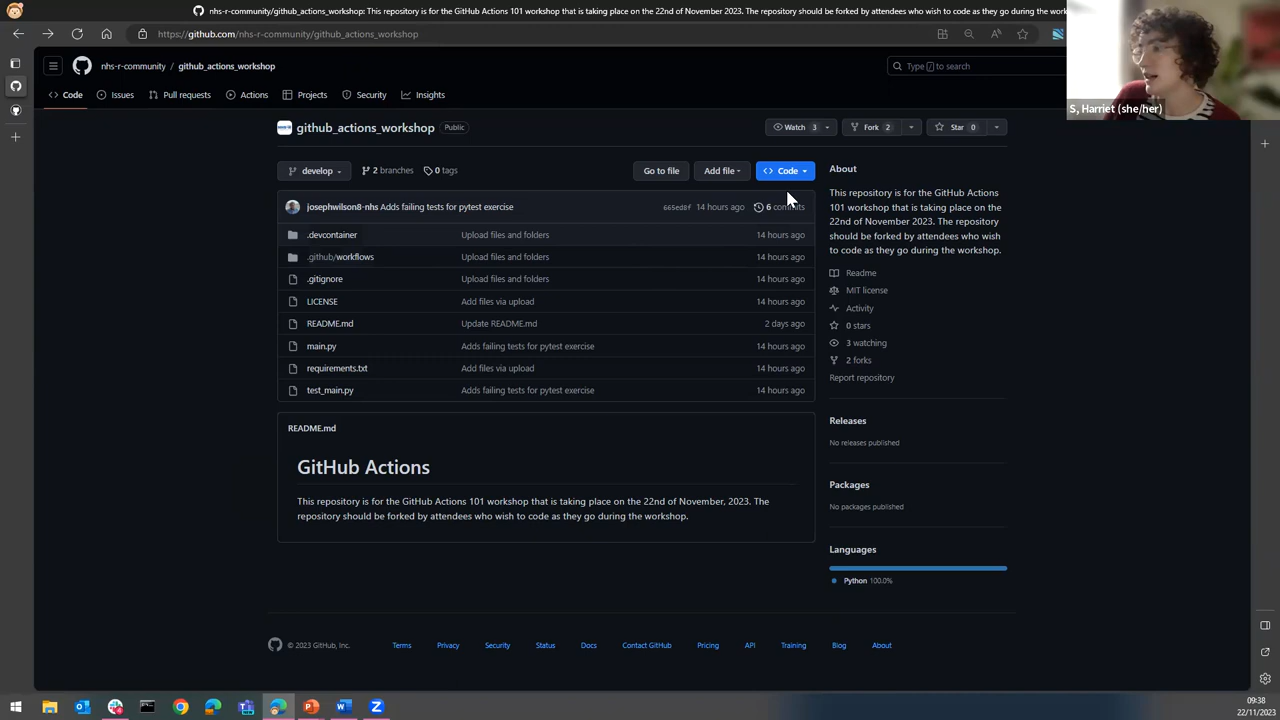 nhs-r-community/github_actions_workshop: This repository is for the GitHub Actions 101 workshop that is taking place on the 22nd of November 2023. The repository should be forked by attendees who wish to code as they go during the work
https://github.com/nhs-r-community/github_actions_workshop
nhs-r-community / github_actions_workshop
Type / to search
S, Harriet (she/her)
Code Issues Pull requests Actions Projects Security Insights
github_actions_workshop Public
Watch 3 Fork 2 Star 0
develop 2 branches 0 tags Go to file Add file Code
josephwilson8-nhs Adds failing tests for pytest exercise 665ed8f 14 hours ago 6 commits
.devcontainer Upload files and folders 14 hours ago
.github/workflows Upload files and folders 14 hours ago
.gitignore Upload files and folders 14 hours ago
LICENSE Add files via upload 14 hours ago
README.md Update README.md 2 days ago
main.py Adds failing tests for pytest exercise 14 hours ago
requirements.txt Add files via upload 14 hours ago
test_main.py Adds failing tests for pytest exercise 14 hours ago
README.md
GitHub Actions
This repository is for the GitHub Actions 101 workshop that is taking place on the 22nd of November, 2023. The
repository should be forked by attendees who wish to code as they go during the workshop.
About
This repository is for the GitHub Actions
101 workshop that is taking place on the
22nd of November 2023. The repository
should be forked by attendees who wish
to code as they go during the workshop.
Readme
MIT license
Activity
0 stars
3 watching
2 forks
Report repository
Releases
No releases published
Packages
No packages published
Languages
Python 100.0%
© 2023 GitHub, Inc. Terms Privacy Security Status Docs Contact GitHub Pricing API Training Blog About
09:38
22/11/2023